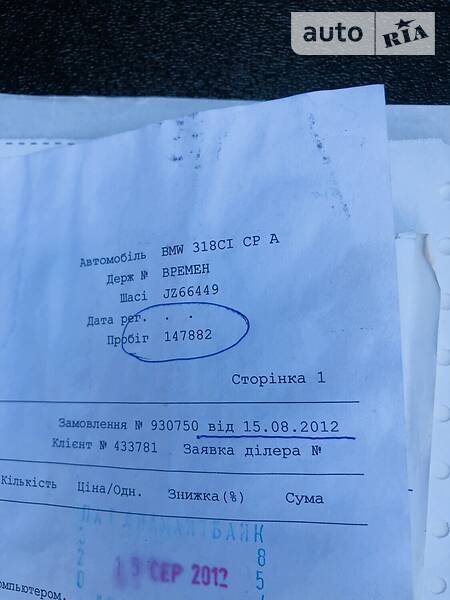 auto RIA
Автомобіль BMW 318CI CP A
Держ № ВРЕМЕН
Шасі JZ66449
Дата рег. . .
Пробіг 147882
Сторінка 1
Замовлення № 930750 від 15.08.2012
Клієнт № 433781 Заявка ділера №
Кількість Ціна/Одн. Знижка(%) Сума
СЕР 2012